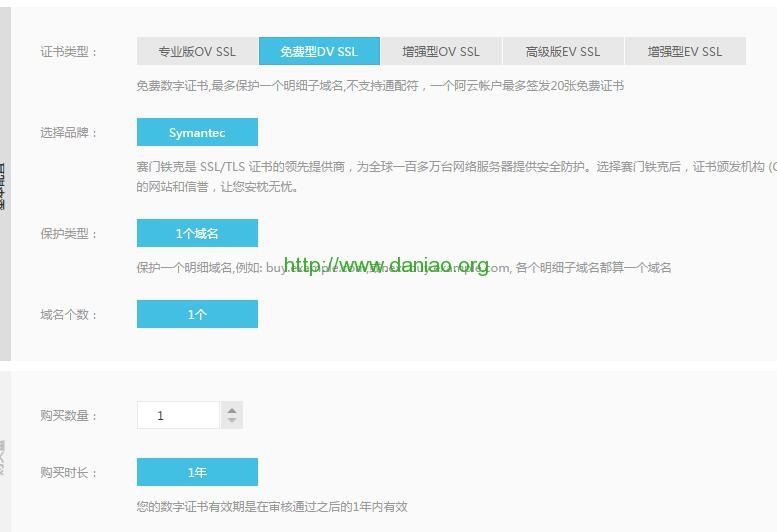 证书类型：
专业版OV SSL
免费型DV SSL
增强型OV SSL
高级版EV SSL
增强型EV SSL
免费数字证书,最多保护一个明细子域名,不支持通配符，一个阿云帐户最多签发20张免费证书
选择品牌：
Symantec
赛门铁克是 SSL/TLS 证书的领先提供商，为全球一百多万台网络服务器提供安全防护。选择赛门铁克后，证书颁发机构 (C
的网站和信誉，让您安枕无忧。
保护类型：
1个域名
http://www.daniao.org
保护一个明细域名,例如: buy.example.com, buy.example.com, 各个明细子域名都算一个域名
域名个数：
1个
购买数量：
1
购买时长：
1年
您的数字证书有效期是在审核通过之后的1年内有效